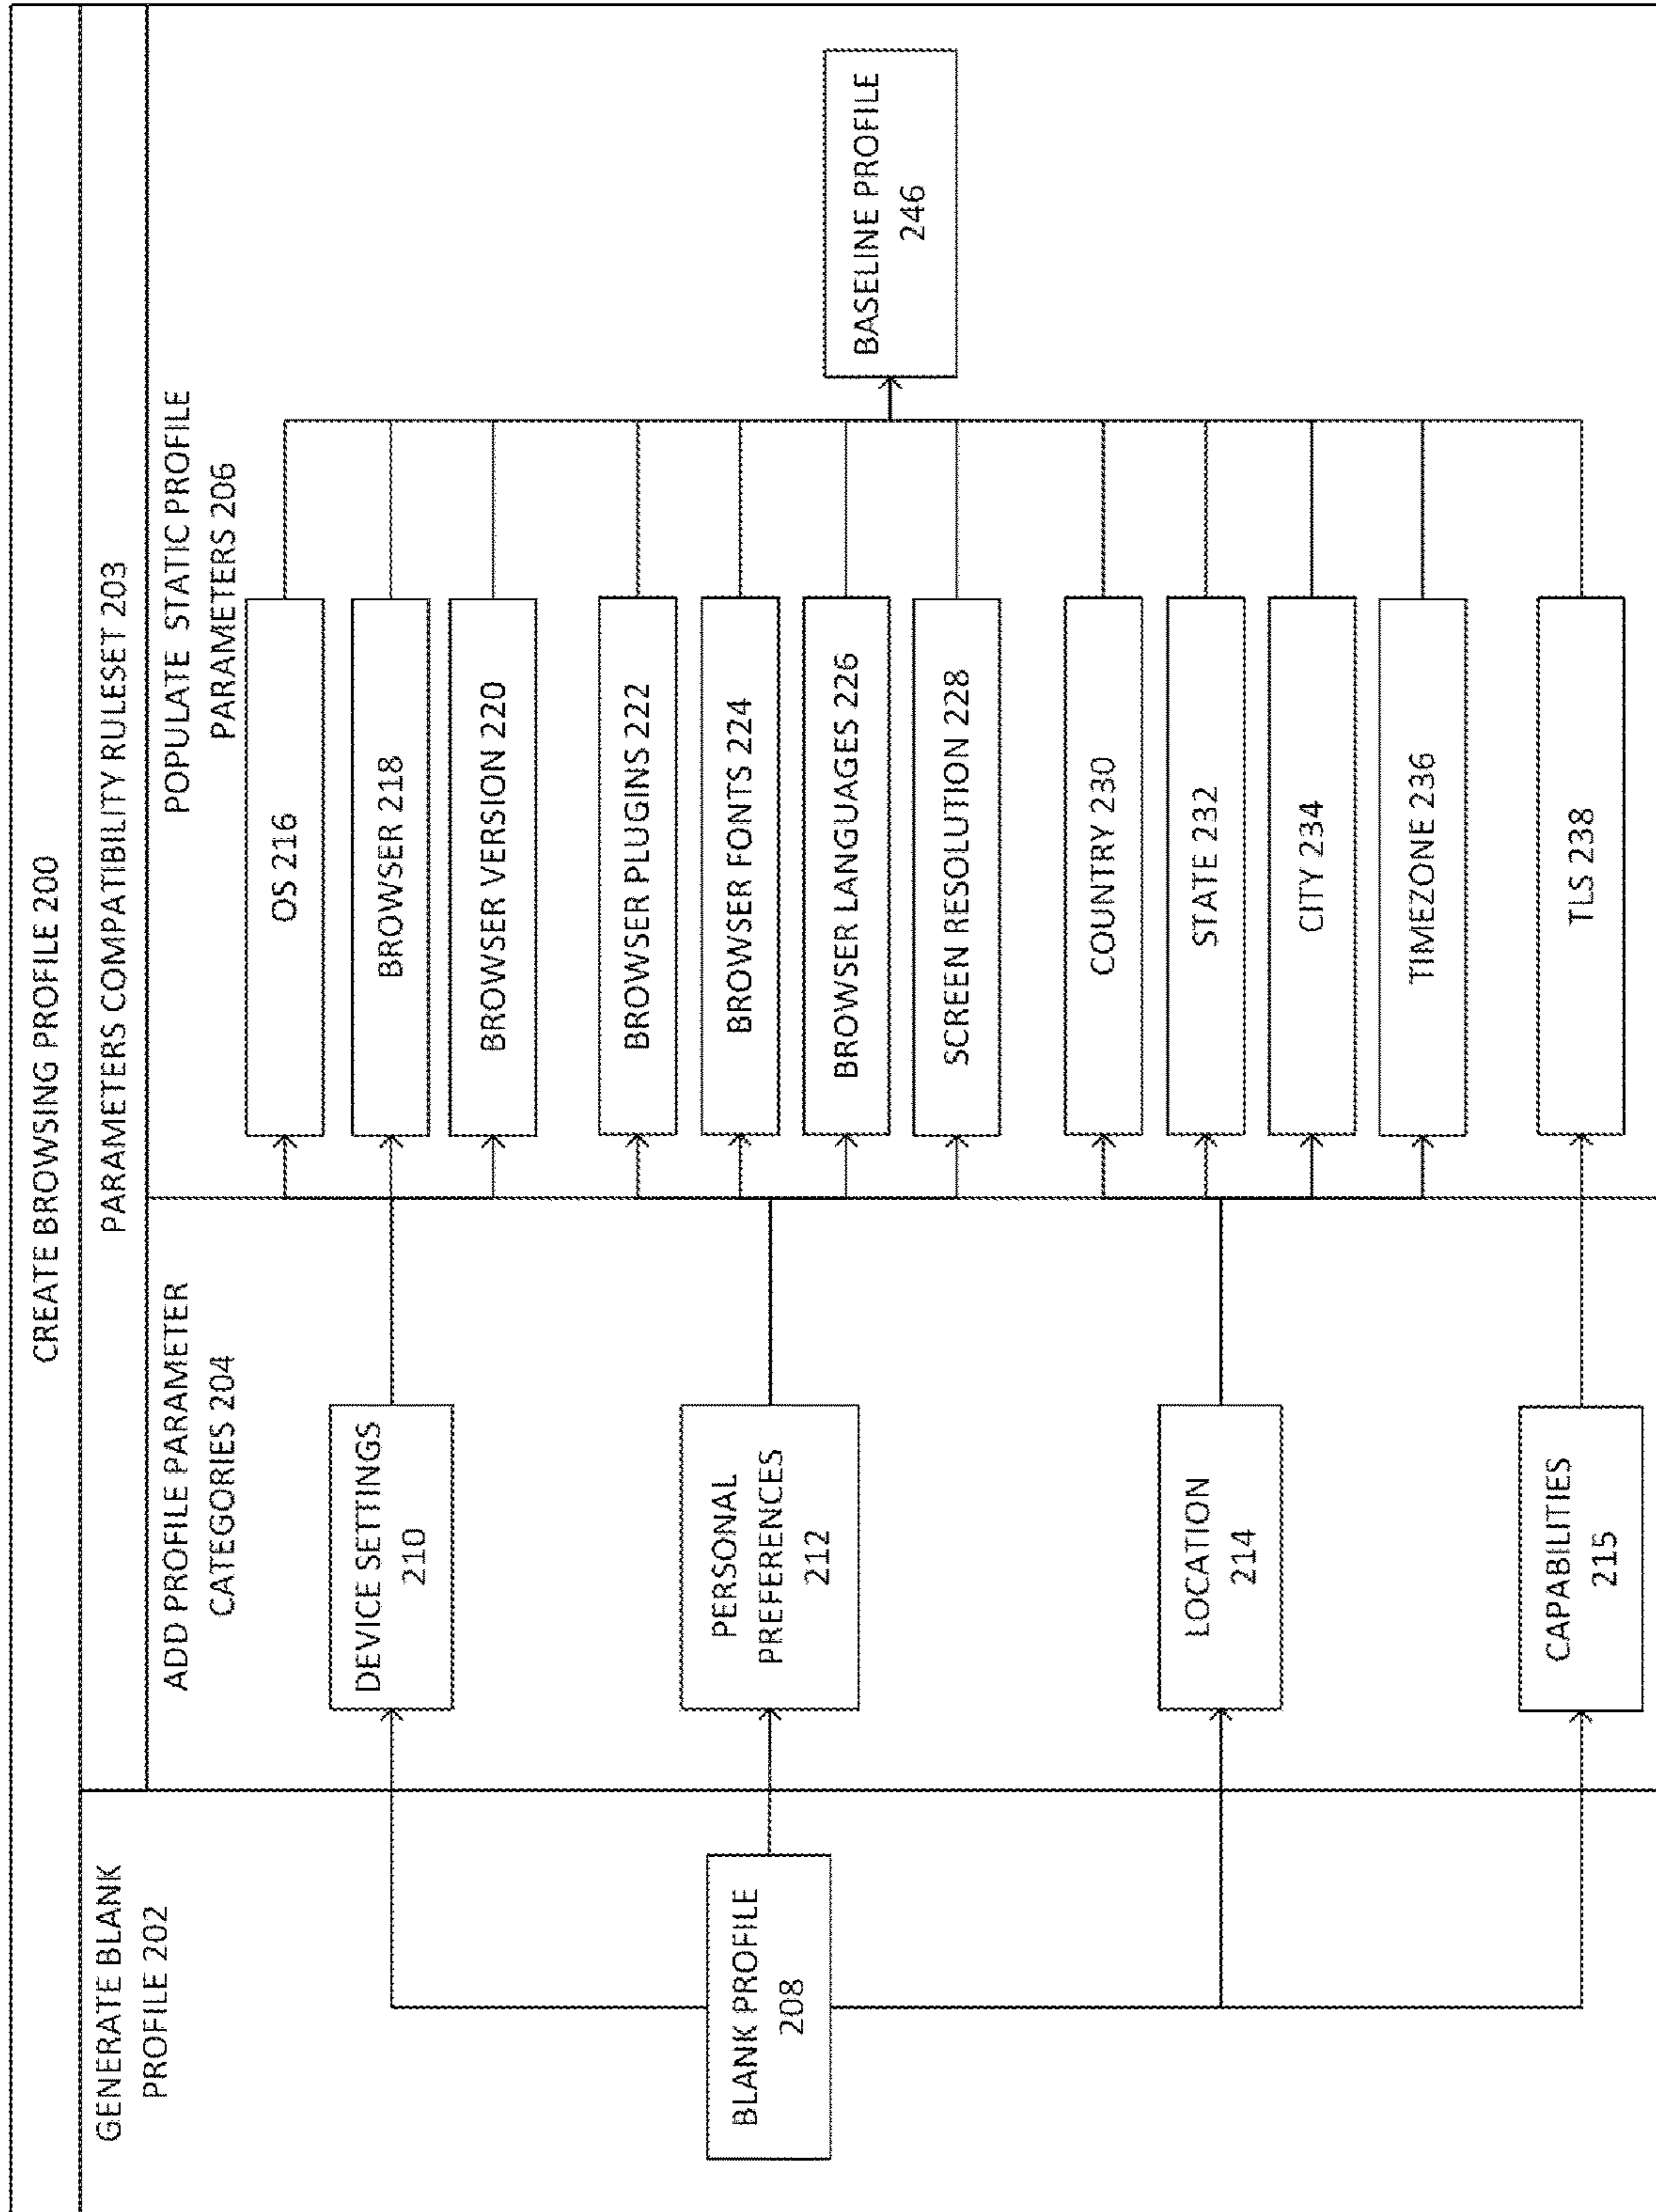 CREATE BROWSING PROFILE 200
PARAMETERS COMPATIBILITY RULESET 203
GENERATE BLANK
PROFILE 202
ADD PROFILE PARAMETER
CATEGORIES 204
POPULATE STATIC PROFILE
PARAMETERS 206
BLANK PROFILE
208
DEVICE SETTINGS
210
PERSONAL
PREFERENCES
212
LOCATION
214
CAPABILITIES
215
OS 216
BROWSER 218
BROWSER VERSION 220
BROWSER PLUGINS 222
BROWSER FONTS 224
BROWSER LANGUAGES 226
SCREEN RESOLUTION 228
COUNTRY 230
STATE 232
CITY 234
TIMEZONE 236
TLS 238
BASELINE PROFILE
246